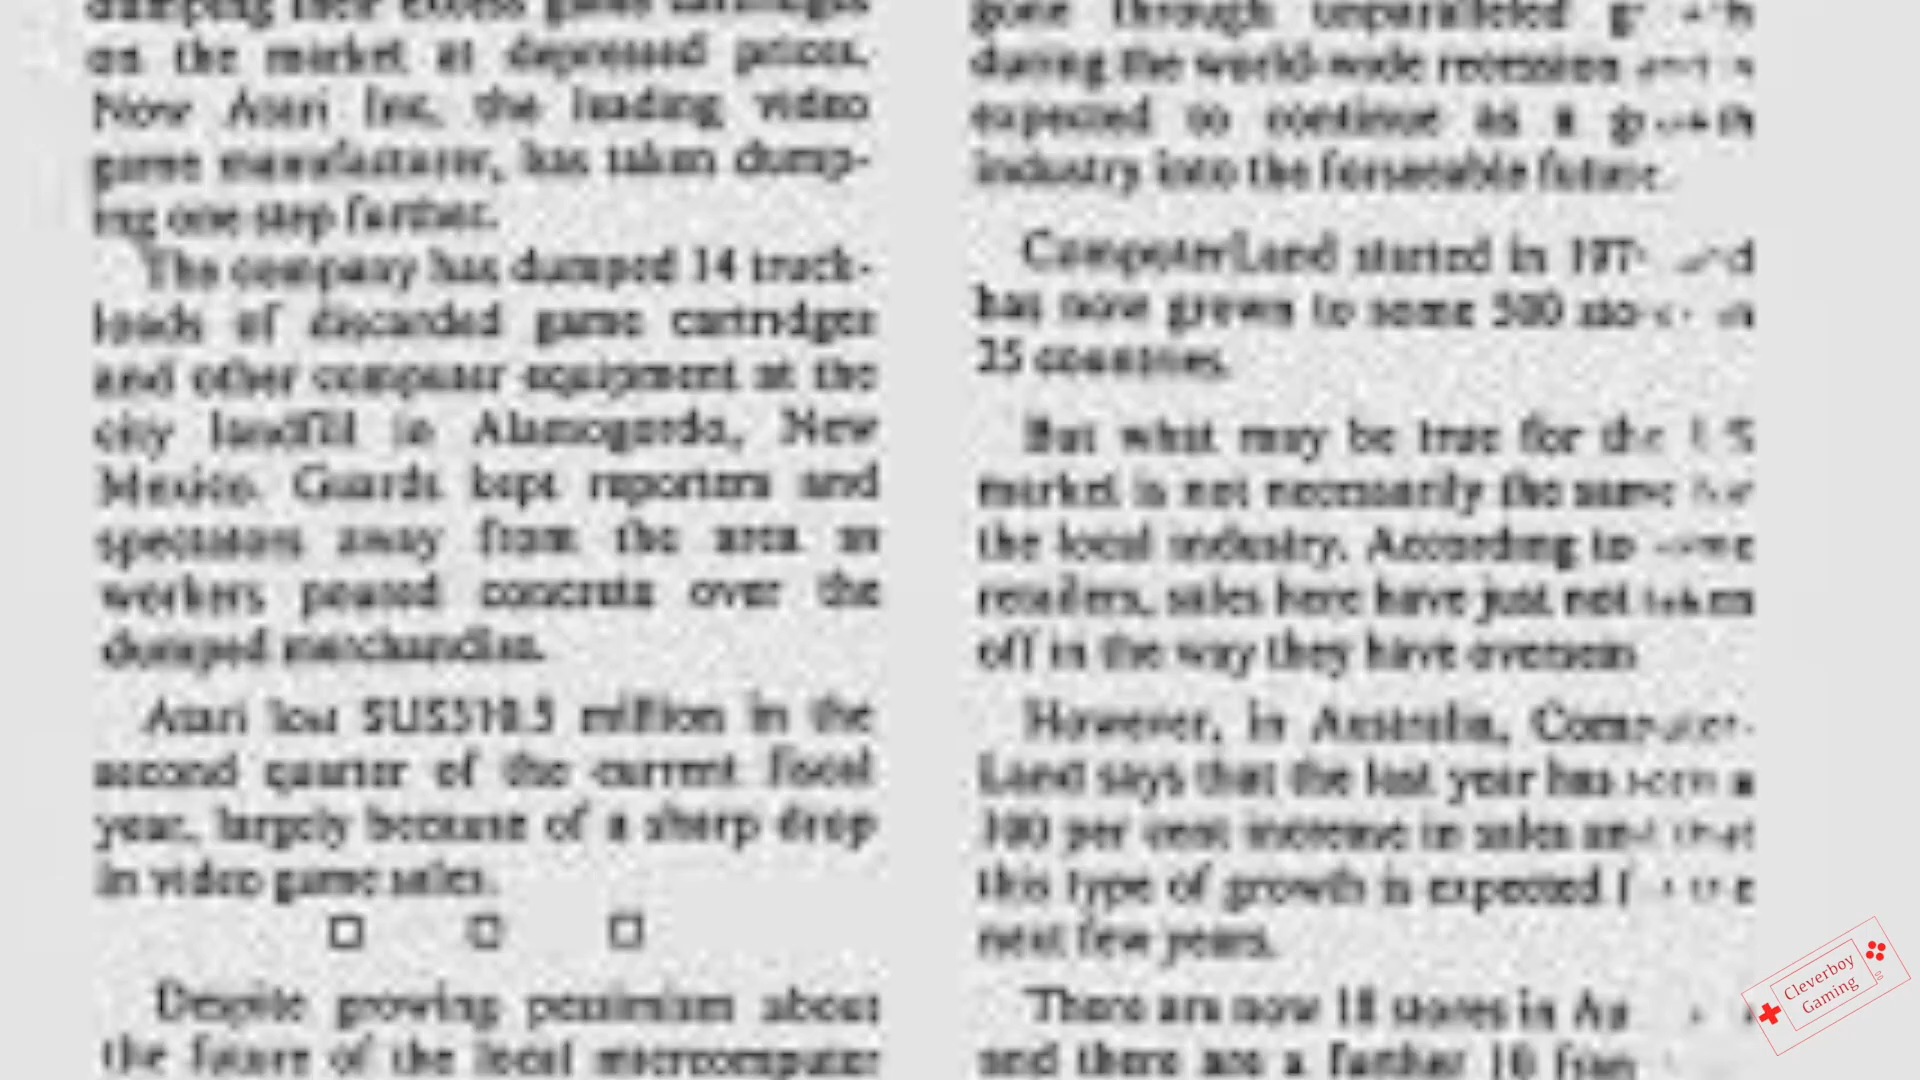 dumping their excess game cartridges
on the market at depressed prices.
Now Atari Inc, the leading video
game manufacturer, has taken dump-
ing one step further.
The company has dumped 14 truck-
loads of discarded game cartridges
and other computer equipment at the
city landfill in Alamogordo, New
Mexico. Guards kept reporters and
spectators away from the area as
workers poured concrete over the
dumped merchandise.
Atari lost
million in the
second quarter of the current fiscal
year, largely because of a sharp drop
in video game sales.
Despite growing pessimism about
the future of the local microcomputer
gone through unparalleled
during the world-wide recession
expected to continue as a
industry into the forseeable future
ComputerLand started in
has now grown to some 500
25 countries.
But what may be true for the
market is not necessarily the same
the local industry. According to
retailers, sales here have just not taken
off in the way they have overseas
However, in Australia, Computer-
Land says that the last year has a
per cent increase in sales
this type of growth is expected
next few years.
There are now 18 stores in
and there are a further 10
Cleverboy
Gaming